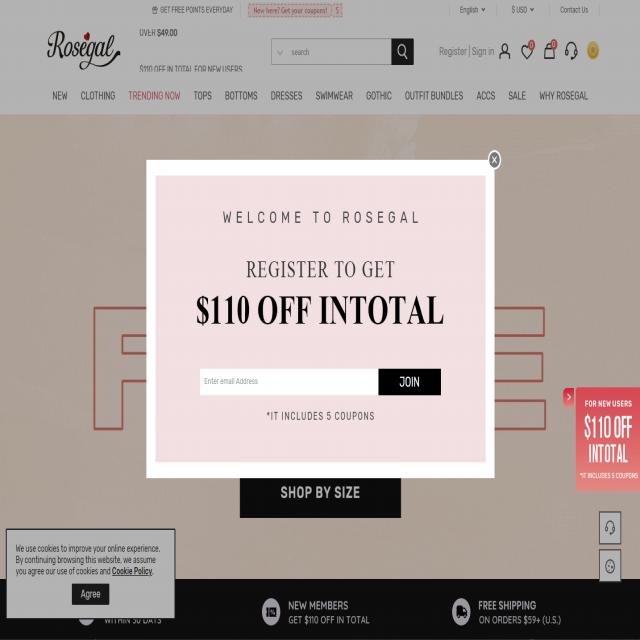 GET FREE POINTS EVERYDAY
New here? Get your coupons!
English
$ USD
Contact Us
Rosegal
OVER $49.00
$110 OFF IN TOTAL FOR NEW USERS
search
Register | Sign in
0
0
NEW CLOTHING TRENDING NOW TOPS BOTTOMS DRESSES SWIMWEAR GOTHIC OUTFIT BUNDLES ACCS SALE WHY ROSEGAL
WELCOME TO ROSEGAL
REGISTER TO GET
$110 OFF INTOTAL
Enter email Address
JOIN
*IT INCLUDES 5 COUPONS
FOR NEW USERS
$110 OFF
INTOTAL
*IT INCLUDES 5 COUPONS
SHOP BY SIZE
We use cookies to improve your online experience.
By continuing browsing this website, we assume
you agree our use of cookies and Cookie Policy.
Agree
WITHIN 30 DAYS
NEW MEMBERS
GET $110 OFF IN TOTAL
FREE SHIPPING
ON ORDERS $59+ (U.S.)